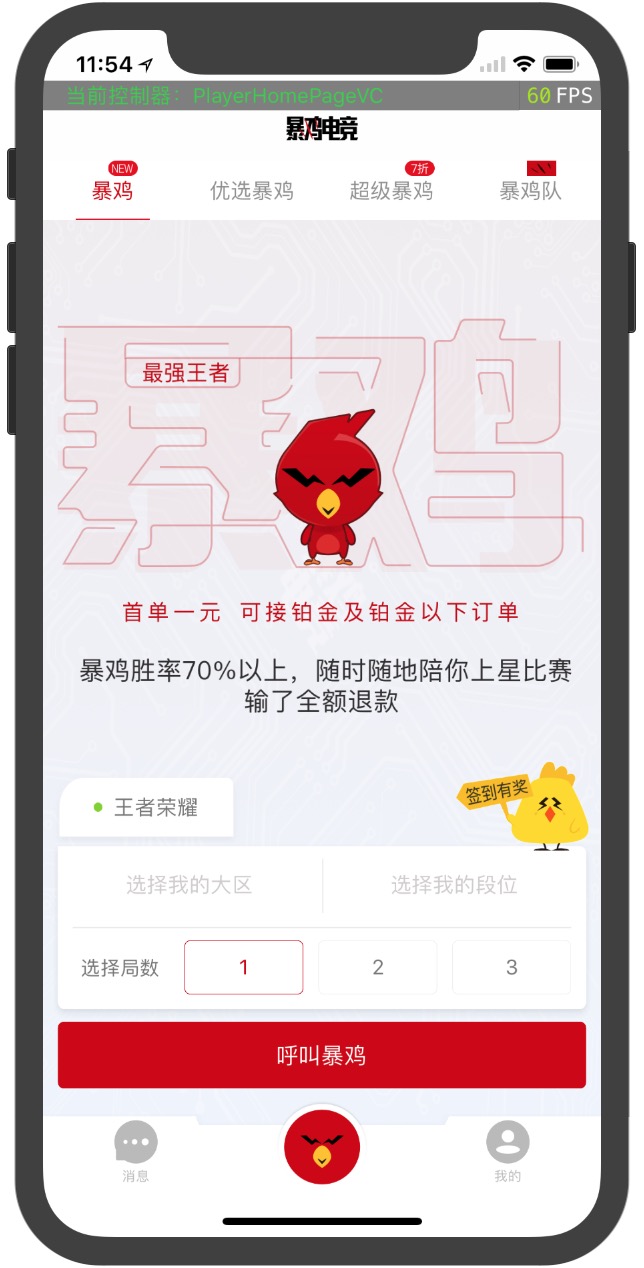 11:54
当前控制器：PlayerHomePageVC
60 FPS
暴鸡电竞
NEW
7折
暴鸡
优选暴鸡
超级暴鸡
暴鸡队
暴鸡
最强王者
首单一元 可接铂金及铂金以下订单
暴鸡胜率70%以上，随时随地陪你上星比赛
输了全额退款
签到有奖
王者荣耀
选择我的大区
选择我的段位
选择局数
1
2
3
呼叫暴鸡
消息
我的